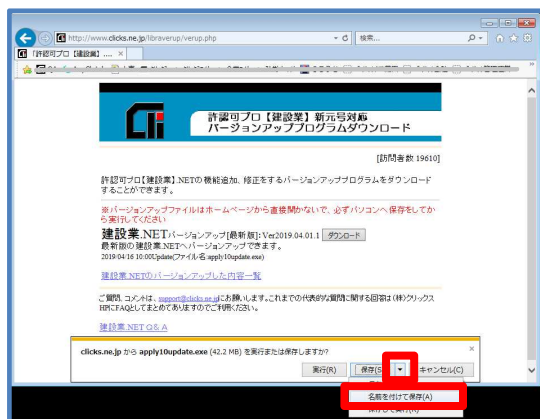 http://www.clicks.ne.jp/libraverup/verup.php
検索...
「許認可プロ【建設業】....
Cli
許認可プロ【建設業】新元号対応
バージョンアッププログラムダウンロード
[訪問者数 19610]
許認可プロ【建設業】.NETの機能追加、修正をするバージョンアッププログラムをダウンロード
することができます。
※バージョンアップファイルはホームページから直接開かないで、必ずパソコンへ保存をしてか
ら実行してください
建設業.NETバージョンアップ[最新版]:Ver2019.04.01.1 ダウンロード
最新版の建設業.NETへバージョンアップできます。
2019/04/16 10:00Update(ファイル名:apply10update.exe)
建設業.NETのバージョンアップした内容一覧
ご質問、コメントは、support@clicks.ne.jpにお願いします。これまでの代表的な質問に関する回答は(株)クリックス
HPにFAQとしてまとめてありますのでご利用ください。
建設業.NET Q & A
clicks.ne.jp から apply10update.exe (42.2 MB) を実行または保存しますか?
実行(R) 保存(S) キャンセル(C)
名前を付けて保存(A)
保存して実行(R)